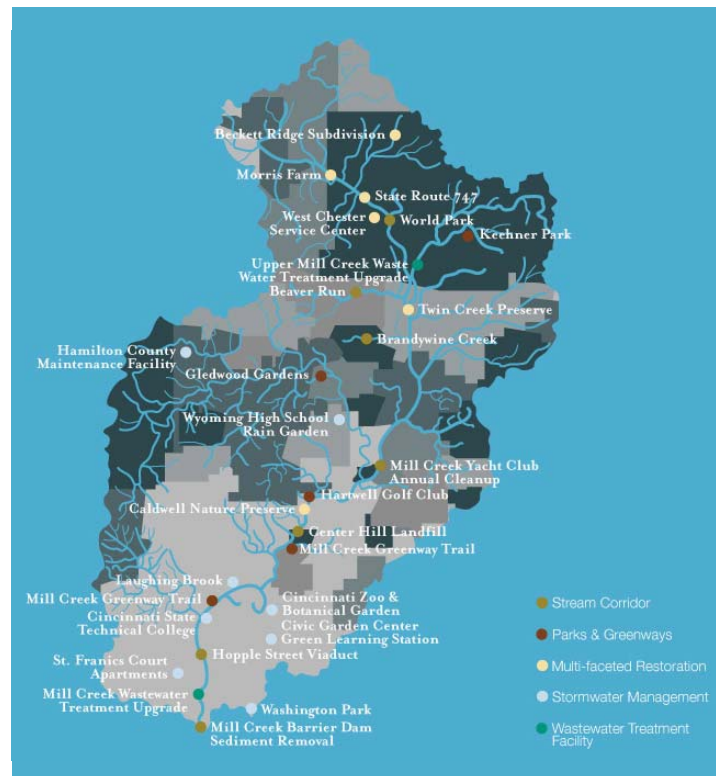 Beckett Ridge Subdivision
Morris Farm
State Route 747
West Chester
Service Center
World Park
Keehner Park
Upper Mill Creek Waste
Water Treatment Upgrade
Beaver Run
Twin Creek Preserve
Brandywine Creek
Hamilton County
Maintenance Facility
Gledwood Gardens
Wyoming High School
Rain Garden
Mill Creek Yacht Club
Annual Cleanup
Hartwell Golf Club
Caldwell Nature Preserve
Center Hill Landfill
Mill Creek Greenway Trail
Laughing Brook
Mill Creek Greenway Trail
Cincinnati Zoo &
Botanical Garden
Cincinnati State
Technical College
Civic Garden Center
Green Learning Station
Hopple Street Viaduct
St. Franics Court
Apartments
Mill Creek Wastewater
Treatment Upgrade
Washington Park
Mill Creek Barrier Dam
Sediment Removal
Stream Corridor
Parks & Greenways
Multi-faceted Restoration
Stormwater Management
Wastewater Treatment
Facility